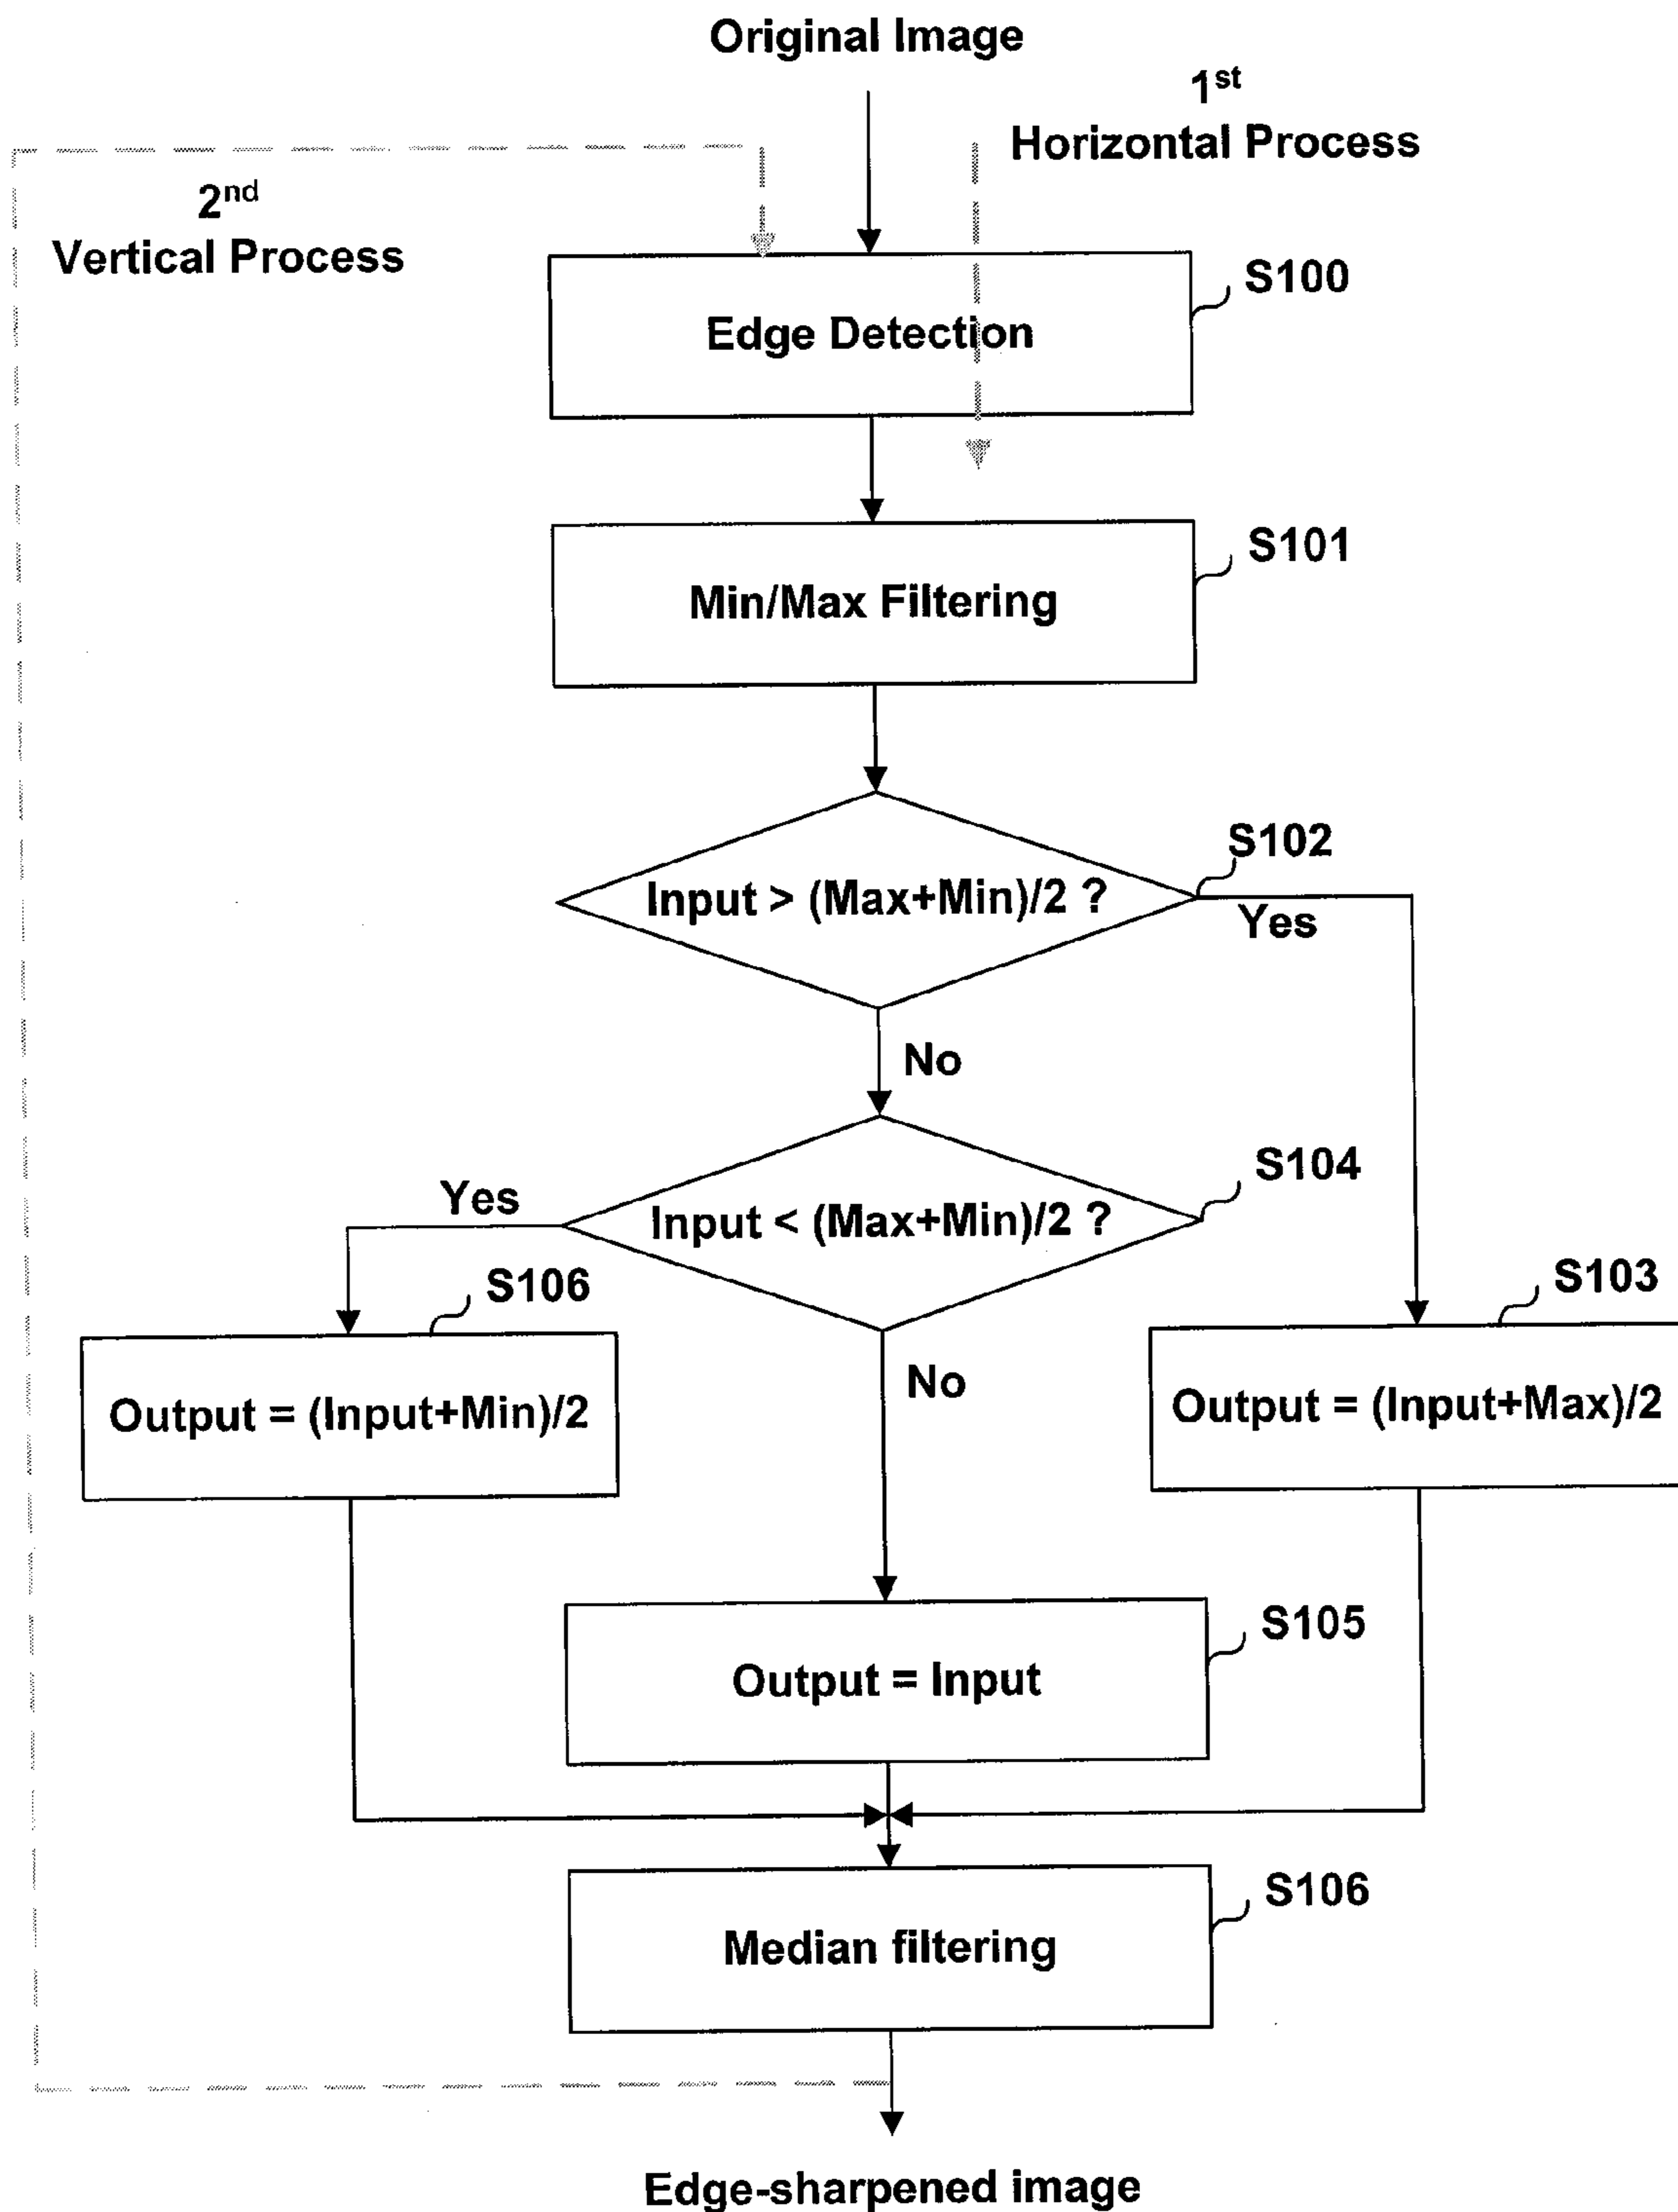 Original Image
1st
Horizontal Process
2nd
Vertical Process
S100
Edge Detection
S101
Min/Max Filtering
S102
Input > (Max+Min)/2 ?
Yes
No
S104
Yes
Input < (Max+Min)/2 ?
S106
S103
No
Output = (Input+Min)/2
Output = (Input+Max)/2
S105
Output = Input
S106
Median filtering
Edge-sharpened image